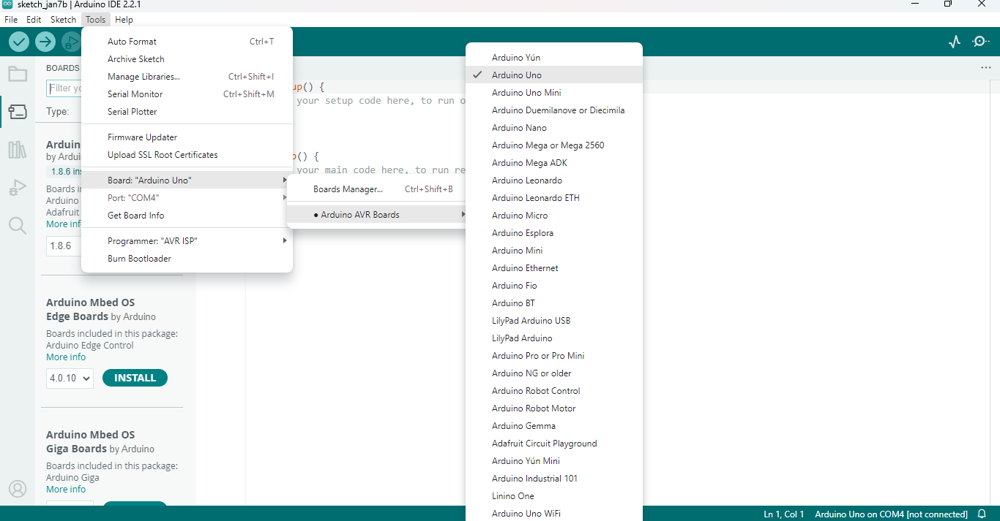 sketch_jan7b | Arduino IDE 2.2.1
File Edit Sketch Tools Help
BOARDS
Filter yo
Type:
Arduin
by Ardui
1.8.6 ins
Boards i
Arduino
Adafruit
More inf
1.8.6
Arduino Mbed OS
Edge Boards by Arduino
Boards included in this package:
Arduino Edge Control
More info
4.0.10 INSTALL
Arduino Mbed OS
Giga Boards by Arduino
Boards included in this package:
Arduino Giga
More info
Auto Format Ctrl+T
Archive Sketch
Manage Libraries... Ctrl+Shift+I
Serial Monitor Ctrl+Shift+M
Serial Plotter
Firmware Updater
Upload SSL Root Certificates
Board: "Arduino Uno"
Port: "COM4"
Get Board Info
Programmer: "AVR ISP"
Burn Bootloader
up() {
your setup code here, to run o
p() {
your main code here, to run re
Boards Manager... Ctrl+Shift+B
• Arduino AVR Boards
Arduino Yún
Arduino Uno
Arduino Uno Mini
Arduino Duemilanove or Diecimila
Arduino Nano
Arduino Mega or Mega 2560
Arduino Mega ADK
Arduino Leonardo
Arduino Leonardo ETH
Arduino Micro
Arduino Esplora
Arduino Mini
Arduino Ethernet
Arduino Fio
Arduino BT
LilyPad Arduino USB
LilyPad Arduino
Arduino Pro or Pro Mini
Arduino NG or older
Arduino Robot Control
Arduino Robot Motor
Arduino Gemma
Adafruit Circuit Playground
Arduino Yún Mini
Arduino Industrial 101
Linino One
Arduino Uno WiFi
Ln 1, Col 1 Arduino Uno on COM4 [not connected]